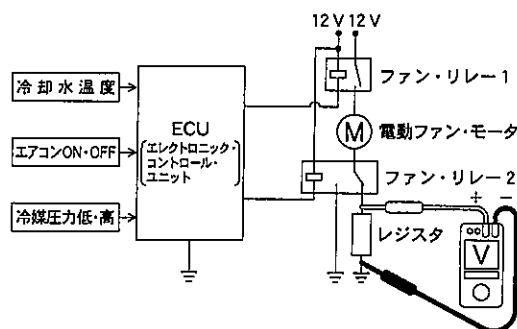 12V 12V
ファン・リレー1
冷却水温度
ECU
エレクトロニック・
コントロール・
ユニット
M
電動ファン・モータ
エアコンON・OFF
ファン・リレー2
冷媒圧力低・高
レジスタ
+ −
V